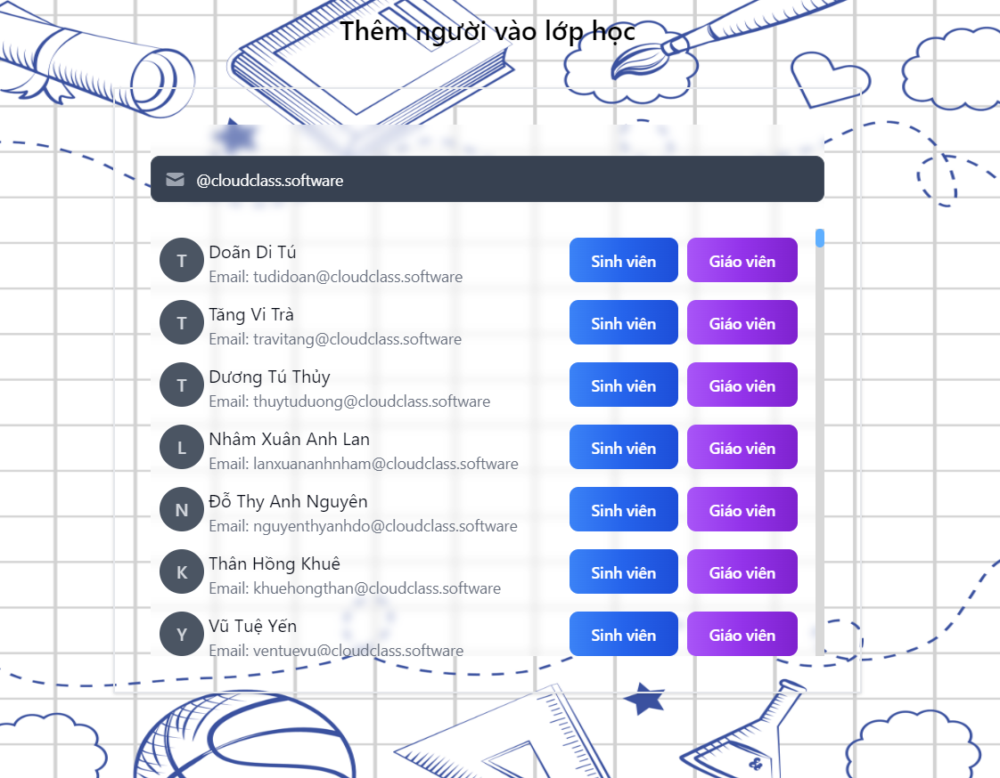 Thêm người vào lớp học
@cloudclass.software
T
Doãn Di Tú
Email: tudidoan@cloudclass.software
Sinh viên
Giáo viên
T
Tăng Vi Trà
Email: travitang@cloudclass.software
Sinh viên
Giáo viên
T
Dương Tú Thủy
Email: thuytuduong@cloudclass.software
Sinh viên
Giáo viên
L
Nhâm Xuân Anh Lan
Email: lanxuananhnham@cloudclass.software
Sinh viên
Giáo viên
N
Đỗ Thy Anh Nguyên
Email: nguyenthyanhdo@cloudclass.software
Sinh viên
Giáo viên
K
Thân Hồng Khuê
Email: khuehongthan@cloudclass.software
Sinh viên
Giáo viên
Y
Vũ Tuệ Yến
Email: yentuevu@cloudclass.software
Sinh viên
Giáo viên